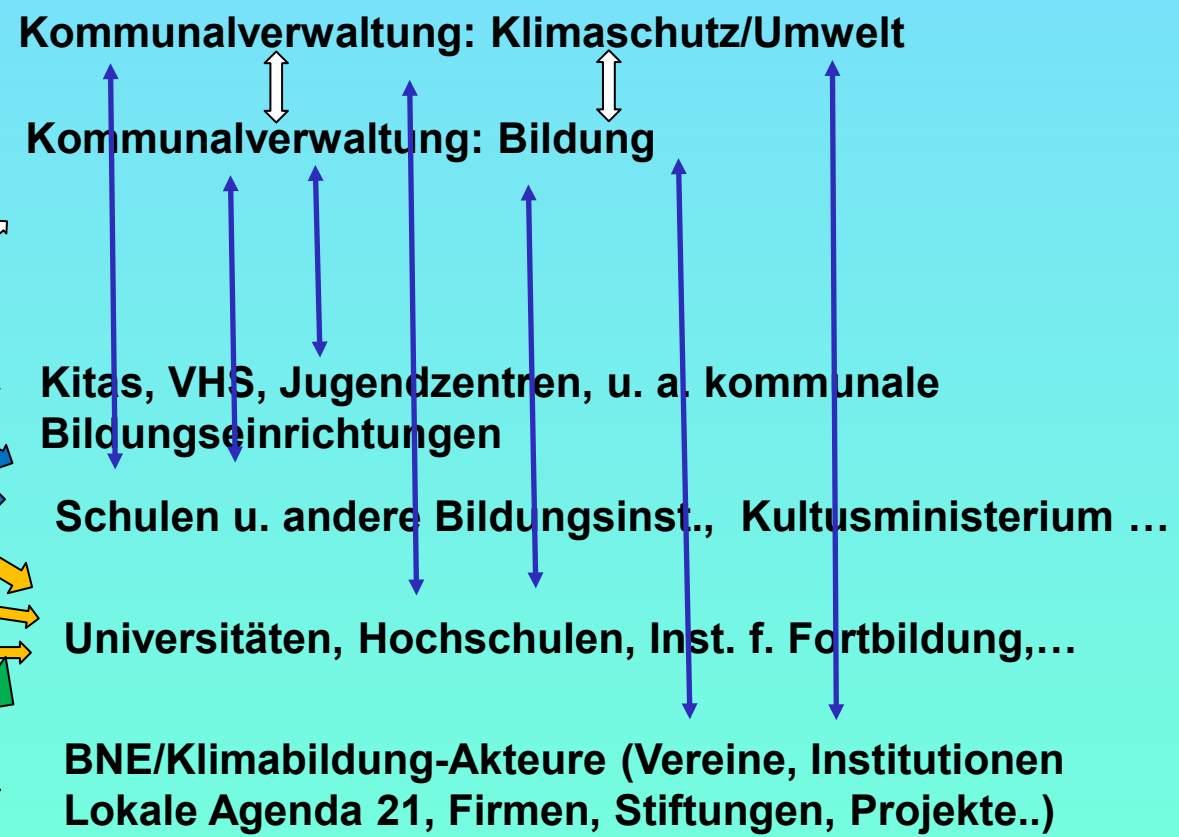 Kommunalverwaltung: Klimaschutz/Umwelt
Kommunalverwaltung: Bildung
Kitas, VHS, Jugendzentren, u. a. kommunale
Bildungseinrichtungen
Schulen u. andere Bildungsinst., Kultusministerium …
Universitäten, Hochschulen, Inst. f. Fortbildung,…
BNE/Klimabildung-Akteure (Vereine, Institutionen
Lokale Agenda 21, Firmen, Stiftungen, Projekte..)